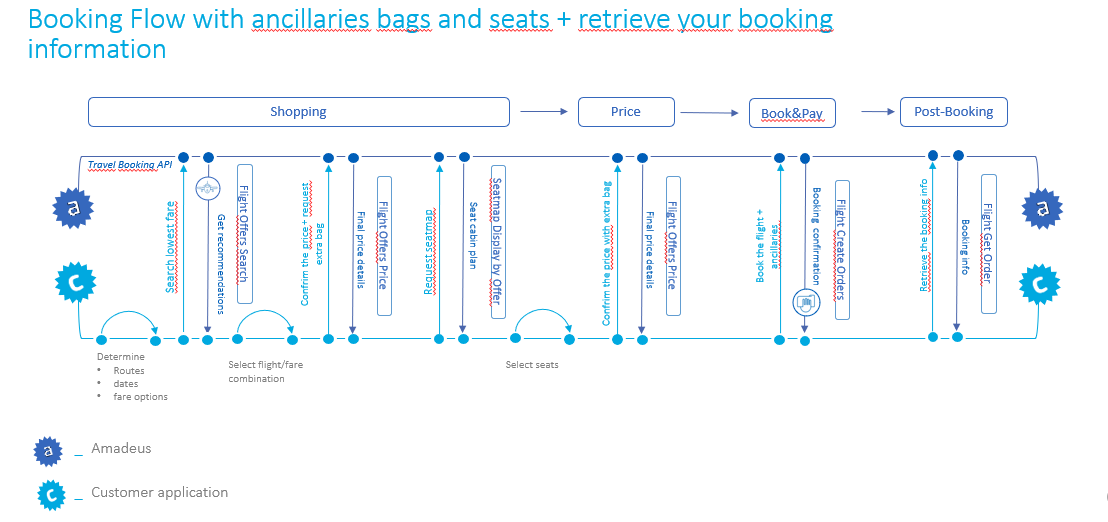 Booking Flow with ancillaries bags and seats + retrieve your booking
information
Shopping
Price
Book&Pay
Post-Booking
Travel Booking API
a
c
Search lowest fare
Get recommendations
Flight Offers Search
Confrim the price + request
extra bag
Final price details
Flight Offers Price
Request seatmap
Seat cabin plan
Seatmap Display by Offer
Confrim the price with extra bag
Final price details
Flight Offers Price
Book the flight +
ancillaries
Booking confirmation
Flight Create Orders
Retrieve the booking info
Booking info
Flight Get Order
a
c
Determine
• Routes
• dates
• fare options
Select flight/fare
combination
Select seats
a _ Amadeus
c _ Customer application